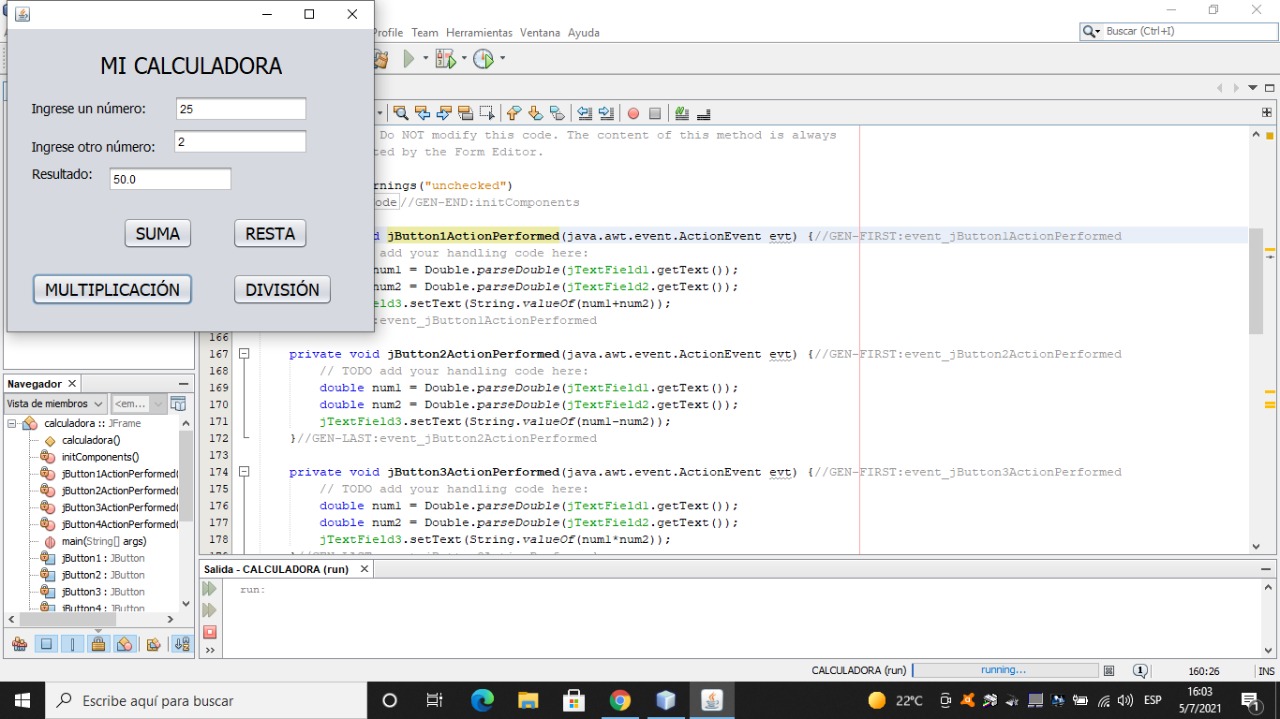 MI CALCULADORA
Ingrese un número: 25
Ingrese otro número: 2
Resultado: 50.0
SUMA RESTA
MULTIPLICACIÓN DIVISIÓN
Profile Team Herramientas Ventana Ayuda
Buscar (Ctrl+I)
Do NOT modify this code. The content of this method is always
ted by the Form Editor.
rnings("unchecked")
ode//GEN-END:initComponents
d jButton1ActionPerformed(java.awt.event.ActionEvent evt) {//GEN-FIRST:event_jButton1ActionPerformed
add your handling code here:
num1 = Double.parseDouble(jTextField1.getText());
num2 = Double.parseDouble(jTextField2.getText());
eld3.setText(String.valueOf(num1+num2));
:event_jButton1ActionPerformed
166
167 private void jButton2ActionPerformed(java.awt.event.ActionEvent evt) {//GEN-FIRST:event_jButton2ActionPerformed
168 // TODO add your handling code here:
169 double num1 = Double.parseDouble(jTextField1.getText());
170 double num2 = Double.parseDouble(jTextField2.getText());
171 jTextField3.setText(String.valueOf(num1-num2));
172 }//GEN-LAST:event_jButton2ActionPerformed
173
174 private void jButton3ActionPerformed(java.awt.event.ActionEvent evt) {//GEN-FIRST:event_jButton3ActionPerformed
175 // TODO add your handling code here:
176 double num1 = Double.parseDouble(jTextField1.getText());
177 double num2 = Double.parseDouble(jTextField2.getText());
178 jTextField3.setText(String.valueOf(num1*num2));
Navegador
Vista de miembros <em...
calculadora :: JFrame
calculadora()
initComponents()
jButton1ActionPerformed(
jButton2ActionPerformed(
jButton3ActionPerformed(
jButton4ActionPerformed(
main(String[] args)
jButton1 : JButton
jButton2 : JButton
jButton3 : JButton
jButton4 : JButton
Salida - CALCULADORA (run)
run:
CALCULADORA (run) running... 1 160:26 INS
Escribe aquí para buscar
22°C
ESP
16:03
5/7/2021
1